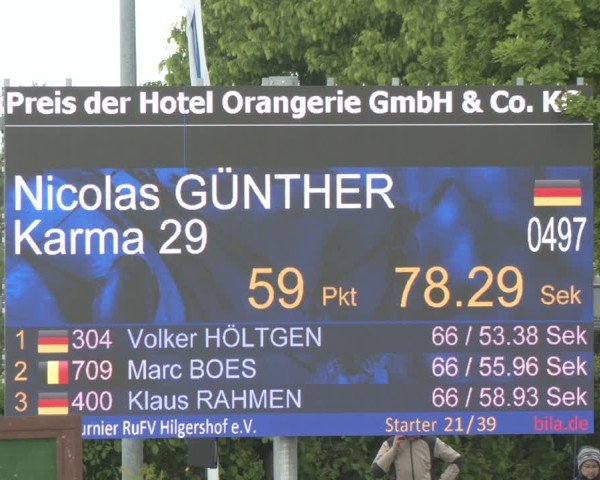 Preis der Hotel Orangerie GmbH & Co. KG
Nicolas GÜNTHER
Karma 29
0497
59 Pkt 78.29 Sek
1 304 Volker HÖLTGEN 66 / 53.38 Sek
2 709 Marc BOES 66 / 55.96 Sek
3 400 Klaus RAHMEN 66 / 58.93 Sek
RuFV Hilgershof e.V. Starter 21/39 bila.de